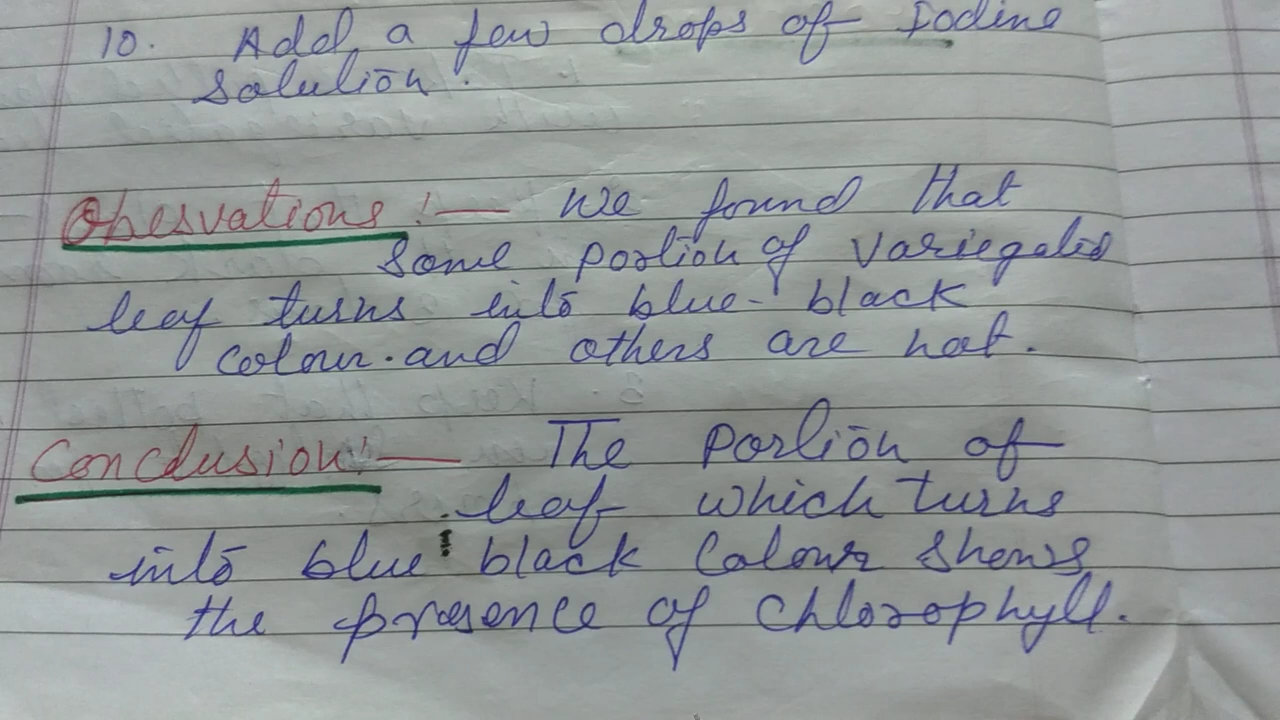 10. Add a few drops of Iodine
Solution.
Obesvations :— We found that
Some portion of variegated
leaf turns into blue-black
Colour. and others are not.
Conclusion :— The Portion of
leaf which turns
into blue black Colour shows
the presence of Chlorophyll.